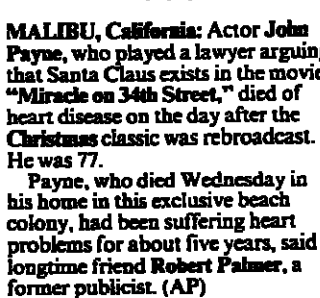 MALIBU, California: Actor John
Payne, who played a lawyer arguing
that Santa Claus exists in the movie
“Miracle on 34th Street,” died of
heart disease on the day after the
Christmas classic was rebroadcast.
He was 77.
Payne, who died Wednesday in
his home in this exclusive beach
colony, had been suffering heart
problems for about five years, said
longtime friend Robert Palmer, a
former publicist. (AP)